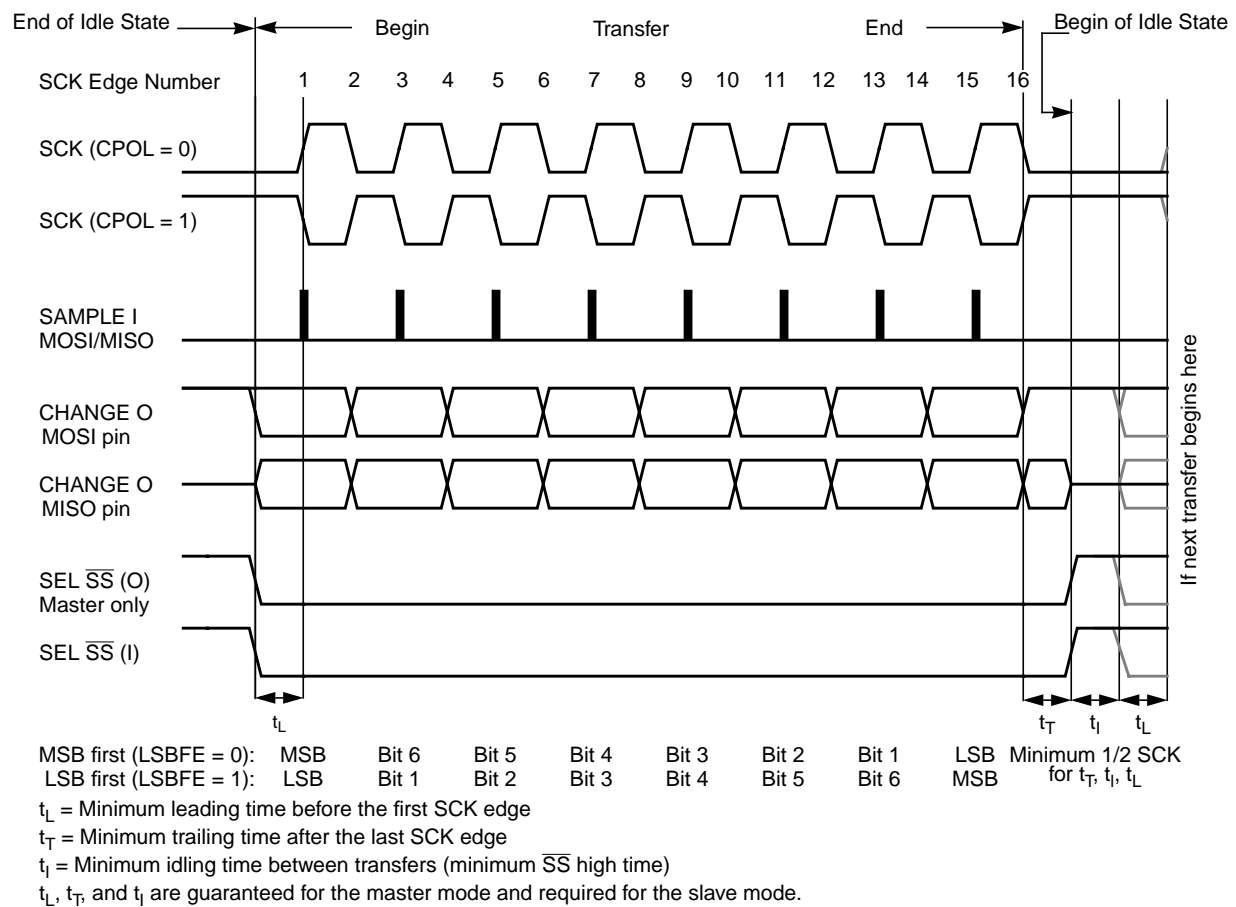 End of Idle State Begin Transfer End Begin of Idle State
SCK Edge Number 1 2 3 4 5 6 7 8 9 10 11 12 13 14 15 16
SCK (CPOL = 0)
SCK (CPOL = 1)
SAMPLE I
MOSI/MISO
CHANGE O
MOSI pin
CHANGE O
MISO pin
SEL SS (O)
Master only
SEL SS (I)
If next transfer begins here
tL tT tI tL
MSB first (LSBFE = 0): MSB Bit 6 Bit 5 Bit 4 Bit 3 Bit 2 Bit 1 LSB Minimum 1/2 SCK
LSB first (LSBFE = 1): LSB Bit 1 Bit 2 Bit 3 Bit 4 Bit 5 Bit 6 MSB for tT, tI, tL
tL = Minimum leading time before the first SCK edge
tT = Minimum trailing time after the last SCK edge
tI = Minimum idling time between transfers (minimum SS high time)
tL, tT, and tI are guaranteed for the master mode and required for the slave mode.